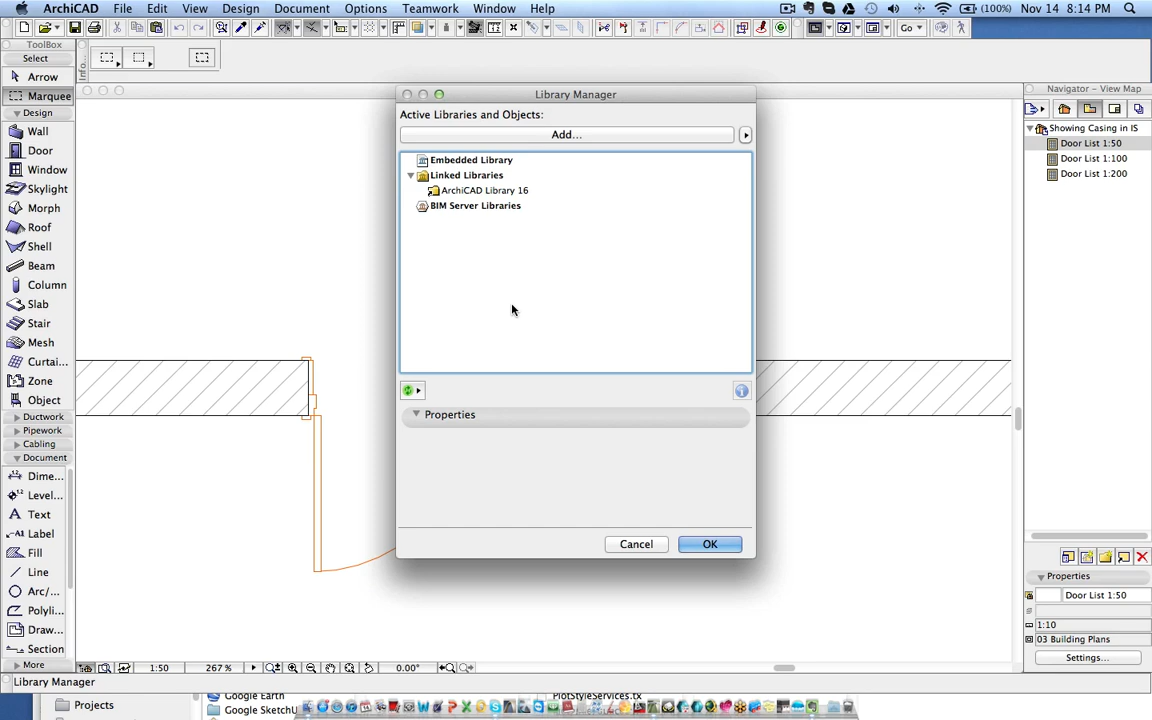 ArchiCAD File Edit View Design Document Options Teamwork Window Help (100%) Nov 14 8:14 PM
ToolBox
Select
Arrow
Marquee
Design
Wall
Door
Window
Skylight
Morph
Roof
Shell
Beam
Column
Slab
Stair
Mesh
Curtai...
Zone
Object
Ductwork
Pipework
Cabling
Document
Dime...
Level...
A Text
A1 Label
Fill
Line
Arc/...
Polyli...
Draw...
Section
More
Info...
Go
Library Manager
Active Libraries and Objects:
Add...
Embedded Library
Linked Libraries
ArchiCAD Library 16
BIM Server Libraries
Properties
Cancel
OK
Navigator - View Map
Showing Casing in IS
Door List 1:50
Door List 1:100
Door List 1:200
Properties
Door List 1:50
1:10
03 Building Plans
Settings...
1:50
267 %
0.00°
Library Manager
Projects
Google Earth
Google SketchU
PlotStyleServices.tx